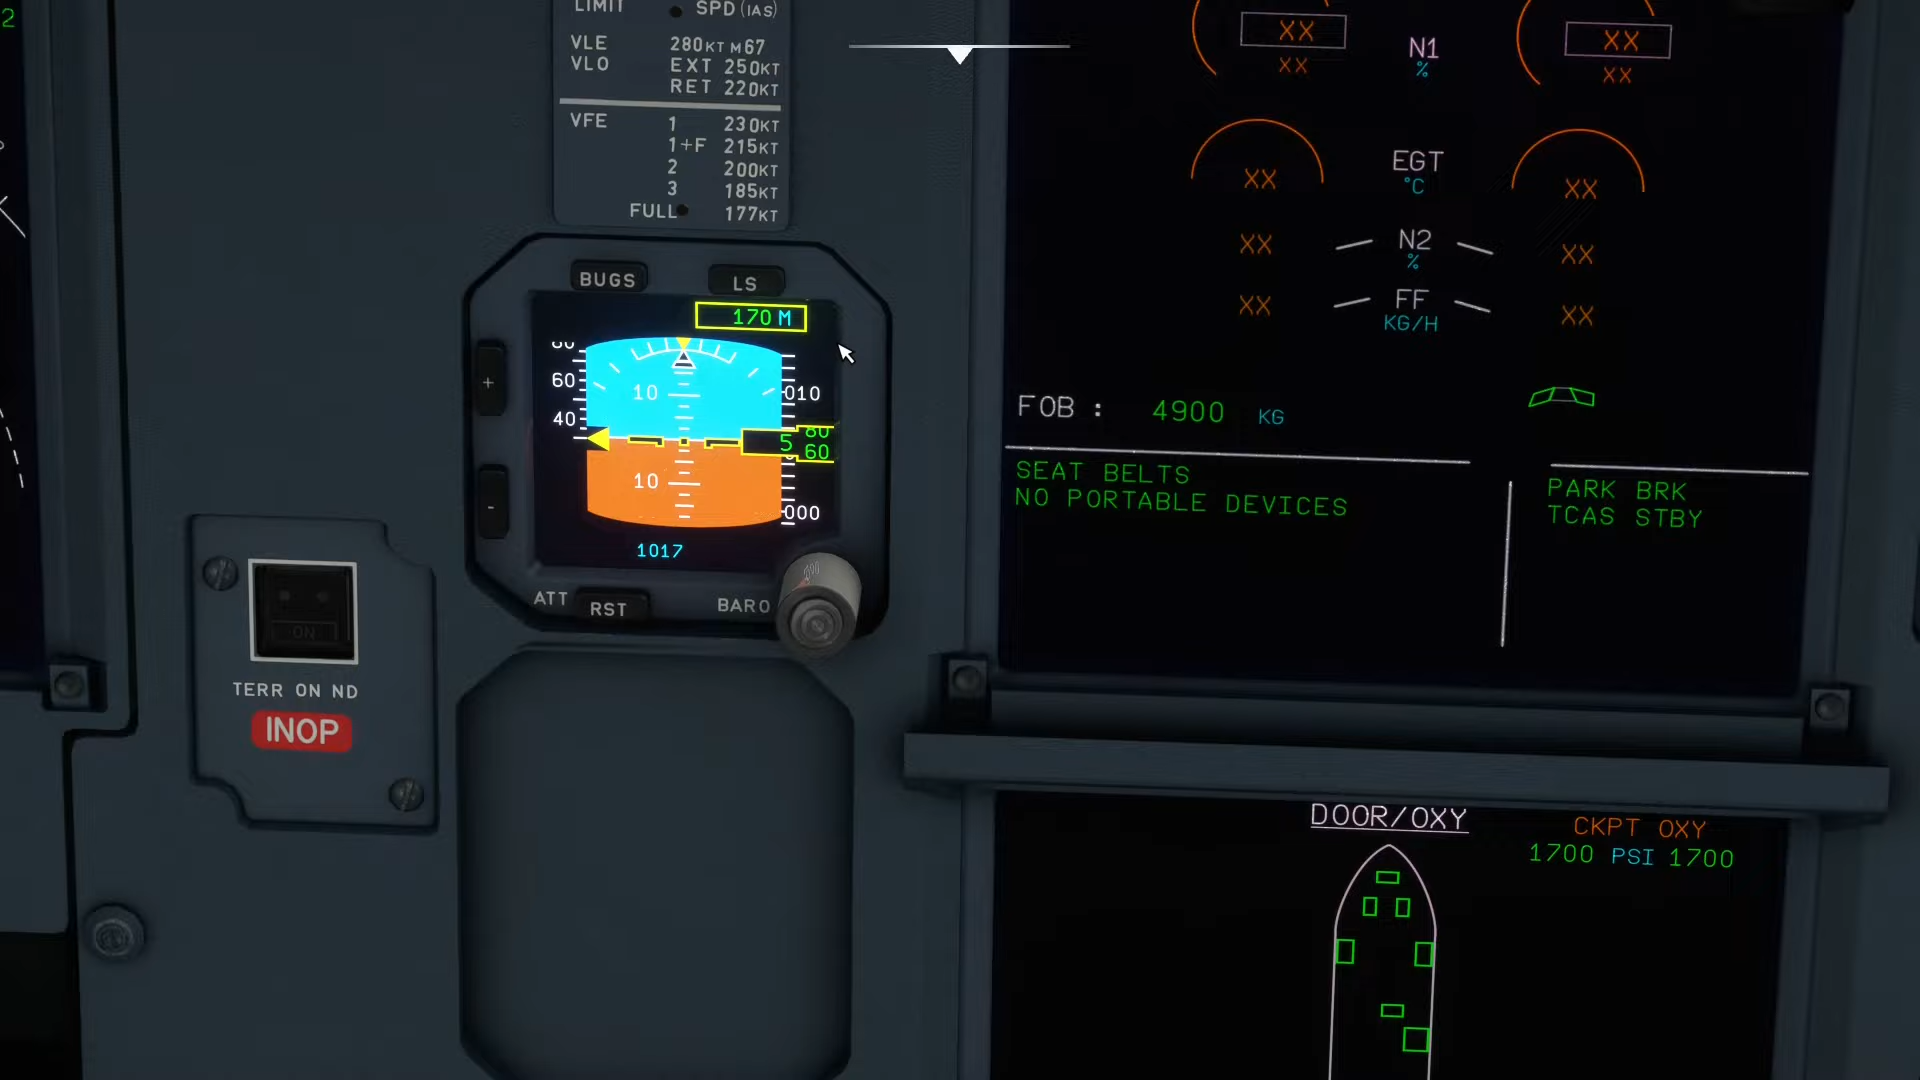 2
LIMIT SPD (IAS)
VLE 280KT M67
VLO EXT 250KT
RET 220KT
VFE 1 230KT
1+F 215KT
2 200KT
3 185KT
FULL 177KT
BUGS LS
170 M
60
40
10
10
010
000
5 80
60
1017
+
-
ATT RST BARO
ON
TERR ON ND
INOP
XX N1 XX
XX % XX
XX EGT XX
°C
XX N2 XX
%
XX FF XX
KG/H
FOB : 4900 KG
SEAT BELTS
NO PORTABLE DEVICES
PARK BRK
TCAS STBY
DOOR/OXY
CKPT OXY
1700 PSI 1700